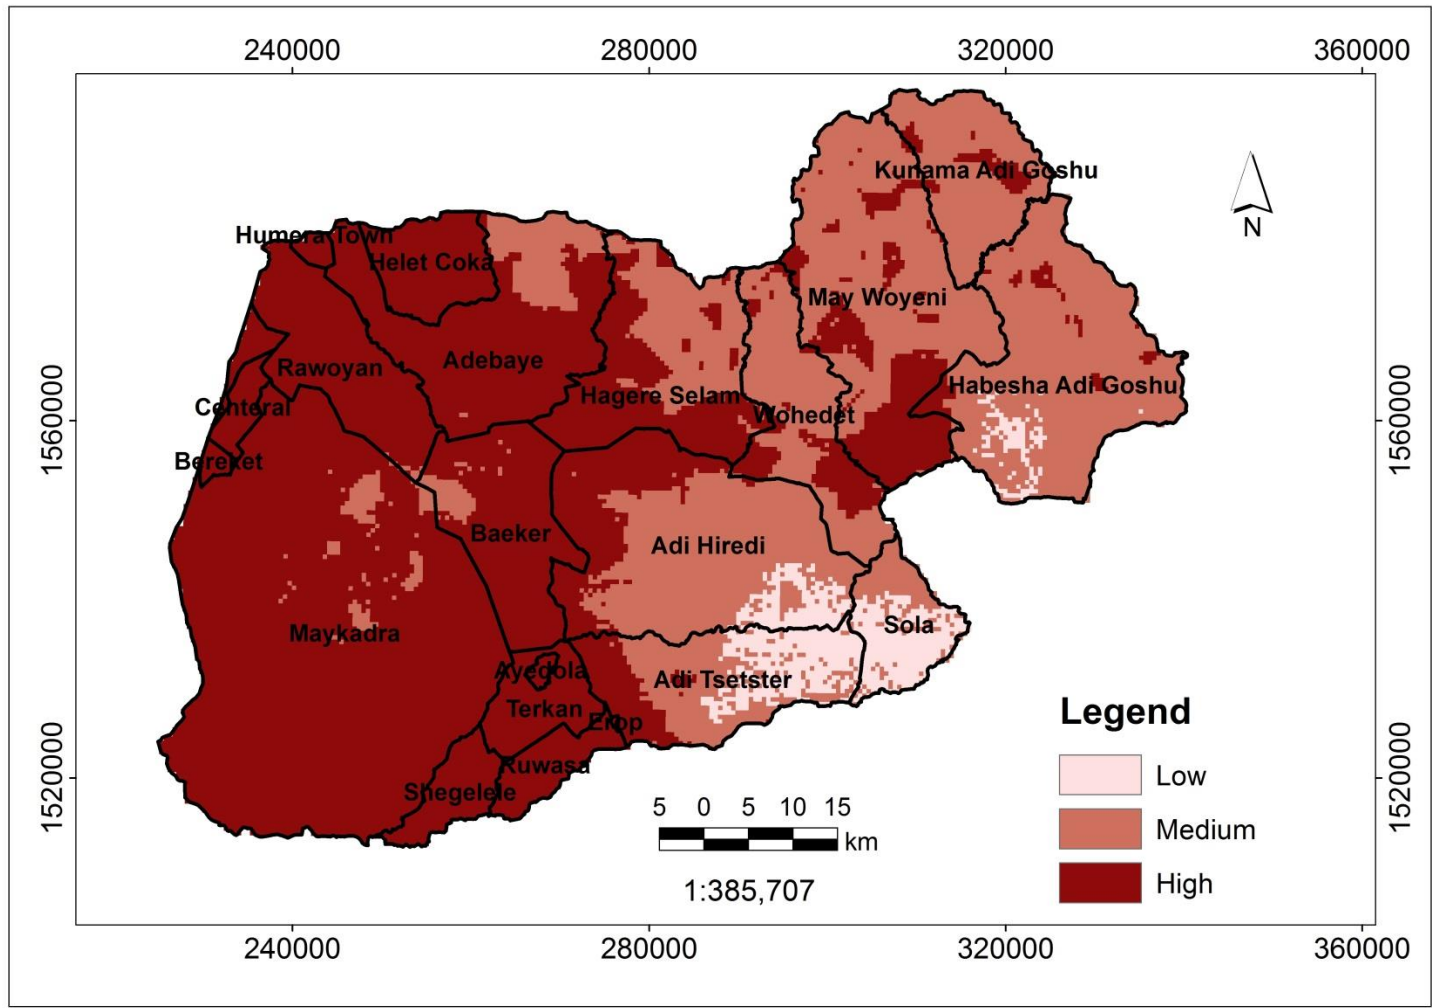 240000 280000 320000 360000
Kunama Adi Goshu
N
Humera Town
Helet Coka
May Woyeni
Adebaye
Rawoyan
Habesha Adi Goshu
Hagere Selam
1560000 1560000
Centeral
Wohedet
Bereket
Baeker
Adi Hiredi
Sola
Maykadra
Ayedola
Adi Tsetster
Terkan
Legend
Erop
Ruwasa
Low
1520000 1520000
Shegelele
5 0 5 10 15
km
Medium
1:385,707
High
240000 280000 320000 360000